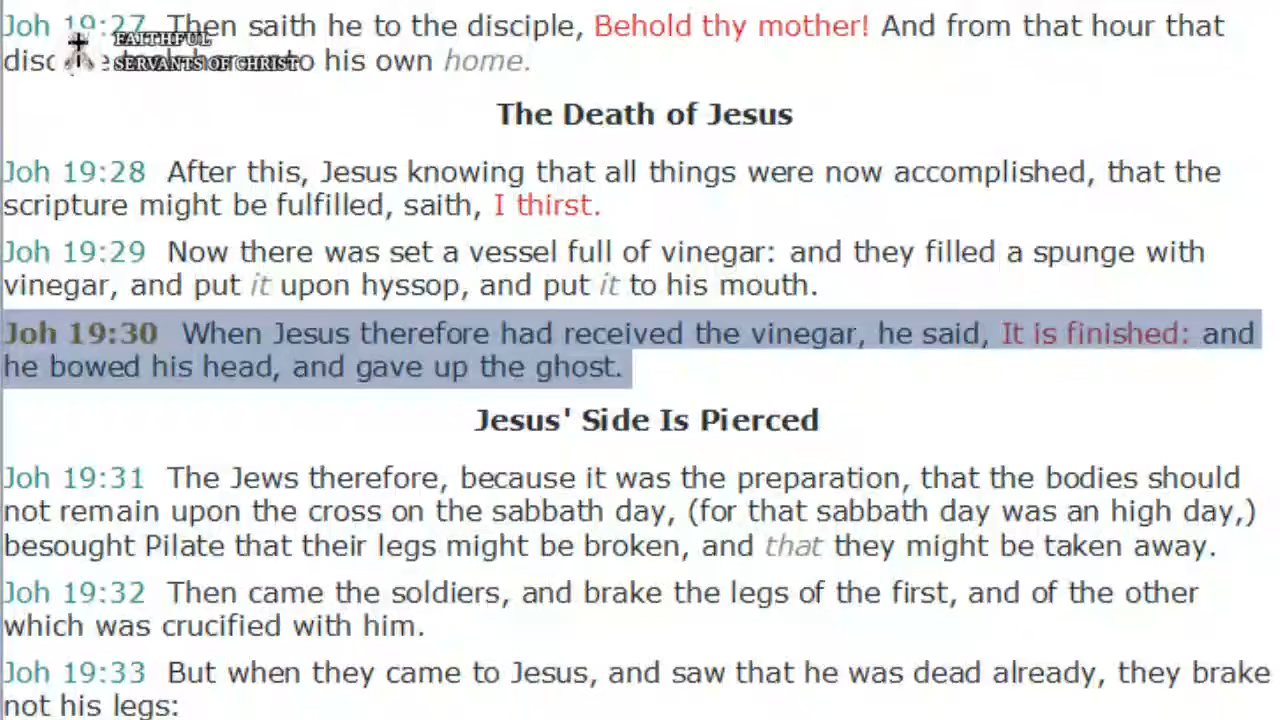 Joh 19:27 Then saith he to the disciple, Behold thy mother! And from that hour that
FAITHFUL
to his own home.
SERVANTS OF CHRIST
The Death of Jesus
Joh 19:28 After this, Jesus knowing that all things were now accomplished, that the
scripture might be fulfilled, saith, I thirst.
Joh 19:29 Now there was set a vessel full of vinegar: and they filled a spunge with
vinegar, and put it upon hyssop, and put it to his mouth.
Joh 19:30 When Jesus therefore had received the vinegar, he said, It is finished: and
he bowed his head, and gave up the ghost.
Jesus' Side Is Pierced
Joh 19:31 The Jews therefore, because it was the preparation, that the bodies should
not remain upon the cross on the sabbath day, (for that sabbath day was an high day,)
besought Pilate that their legs might be broken, and that they might be taken away.
Joh 19:32 Then came the soldiers, and brake the legs of the first, and of the other
which was crucified with him.
Joh 19:33 But when they came to Jesus, and saw that he was dead already, they brake
not his legs: